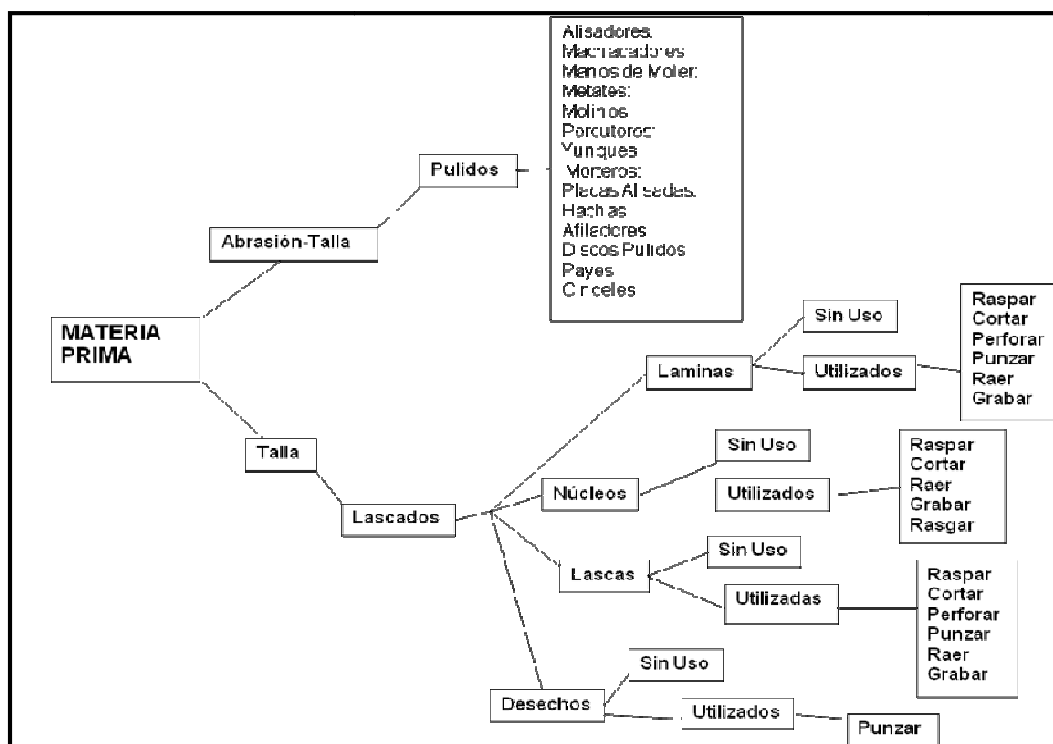 Alisadores:
Machacadores
Manos de Moler:
Metates:
Molinos
Percutores:
Yunques
Morteros:
Placas Alisadas:
Hachas
Afiladores
Discos Pulidos
Payes
Cinceles
Pulidos
Abrasión-Talla
MATERIA
PRIMA
Talla
Lascados
Laminas
Sin Uso
Utilizados
Raspar
Cortar
Perforar
Punzar
Raer
Grabar
Núcleos
Sin Uso
Utilizados
Raspar
Cortar
Raer
Grabar
Rasgar
Lascas
Sin Uso
Utilizadas
Raspar
Cortar
Perforar
Punzar
Raer
Grabar
Desechos
Sin Uso
Utilizados
Punzar